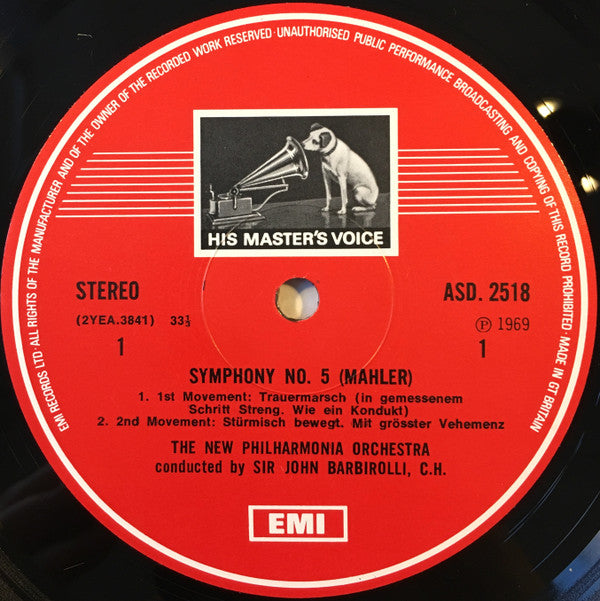 EMI RECORDS LTD · ALL RIGHTS OF THE MANUFACTURER AND OF THE OWNER OF THE RECORDED WORK RESERVED · UNAUTHORISED PUBLIC PERFORMANCE BROADCASTING AND COPYING OF THIS RECORD PROHIBITED · MADE IN GT BRITAIN
HIS MASTER'S VOICE
STEREO
ASD. 2518
(2YEA.3841) 33⅓
℗ 1969
1
1
SYMPHONY NO. 5 (MAHLER)
1. 1st Movement: Trauermarsch (in gemessenem
Schritt Streng. Wie ein Kondukt)
2. 2nd Movement: Stürmisch bewegt. Mit grösster Vehemenz
THE NEW PHILHARMONIA ORCHESTRA
conducted by SIR JOHN BARBIROLLI, C.H.
EMI